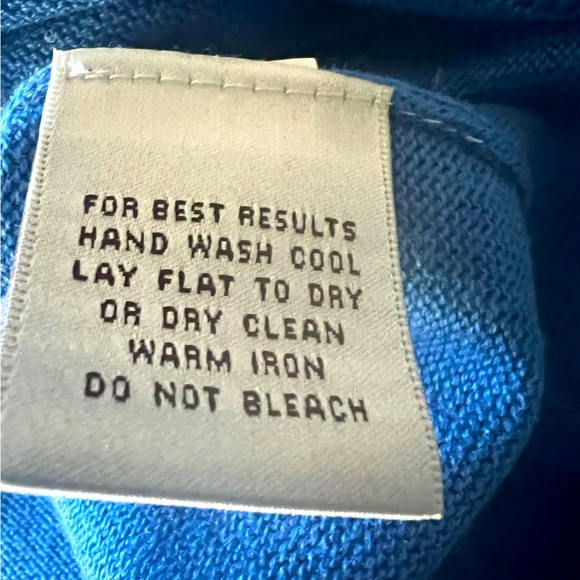 FOR BEST RESULTS
HAND WASH COOL
LAY FLAT TO DRY
OR DRY CLEAN
WARM IRON
DO NOT BLEACH